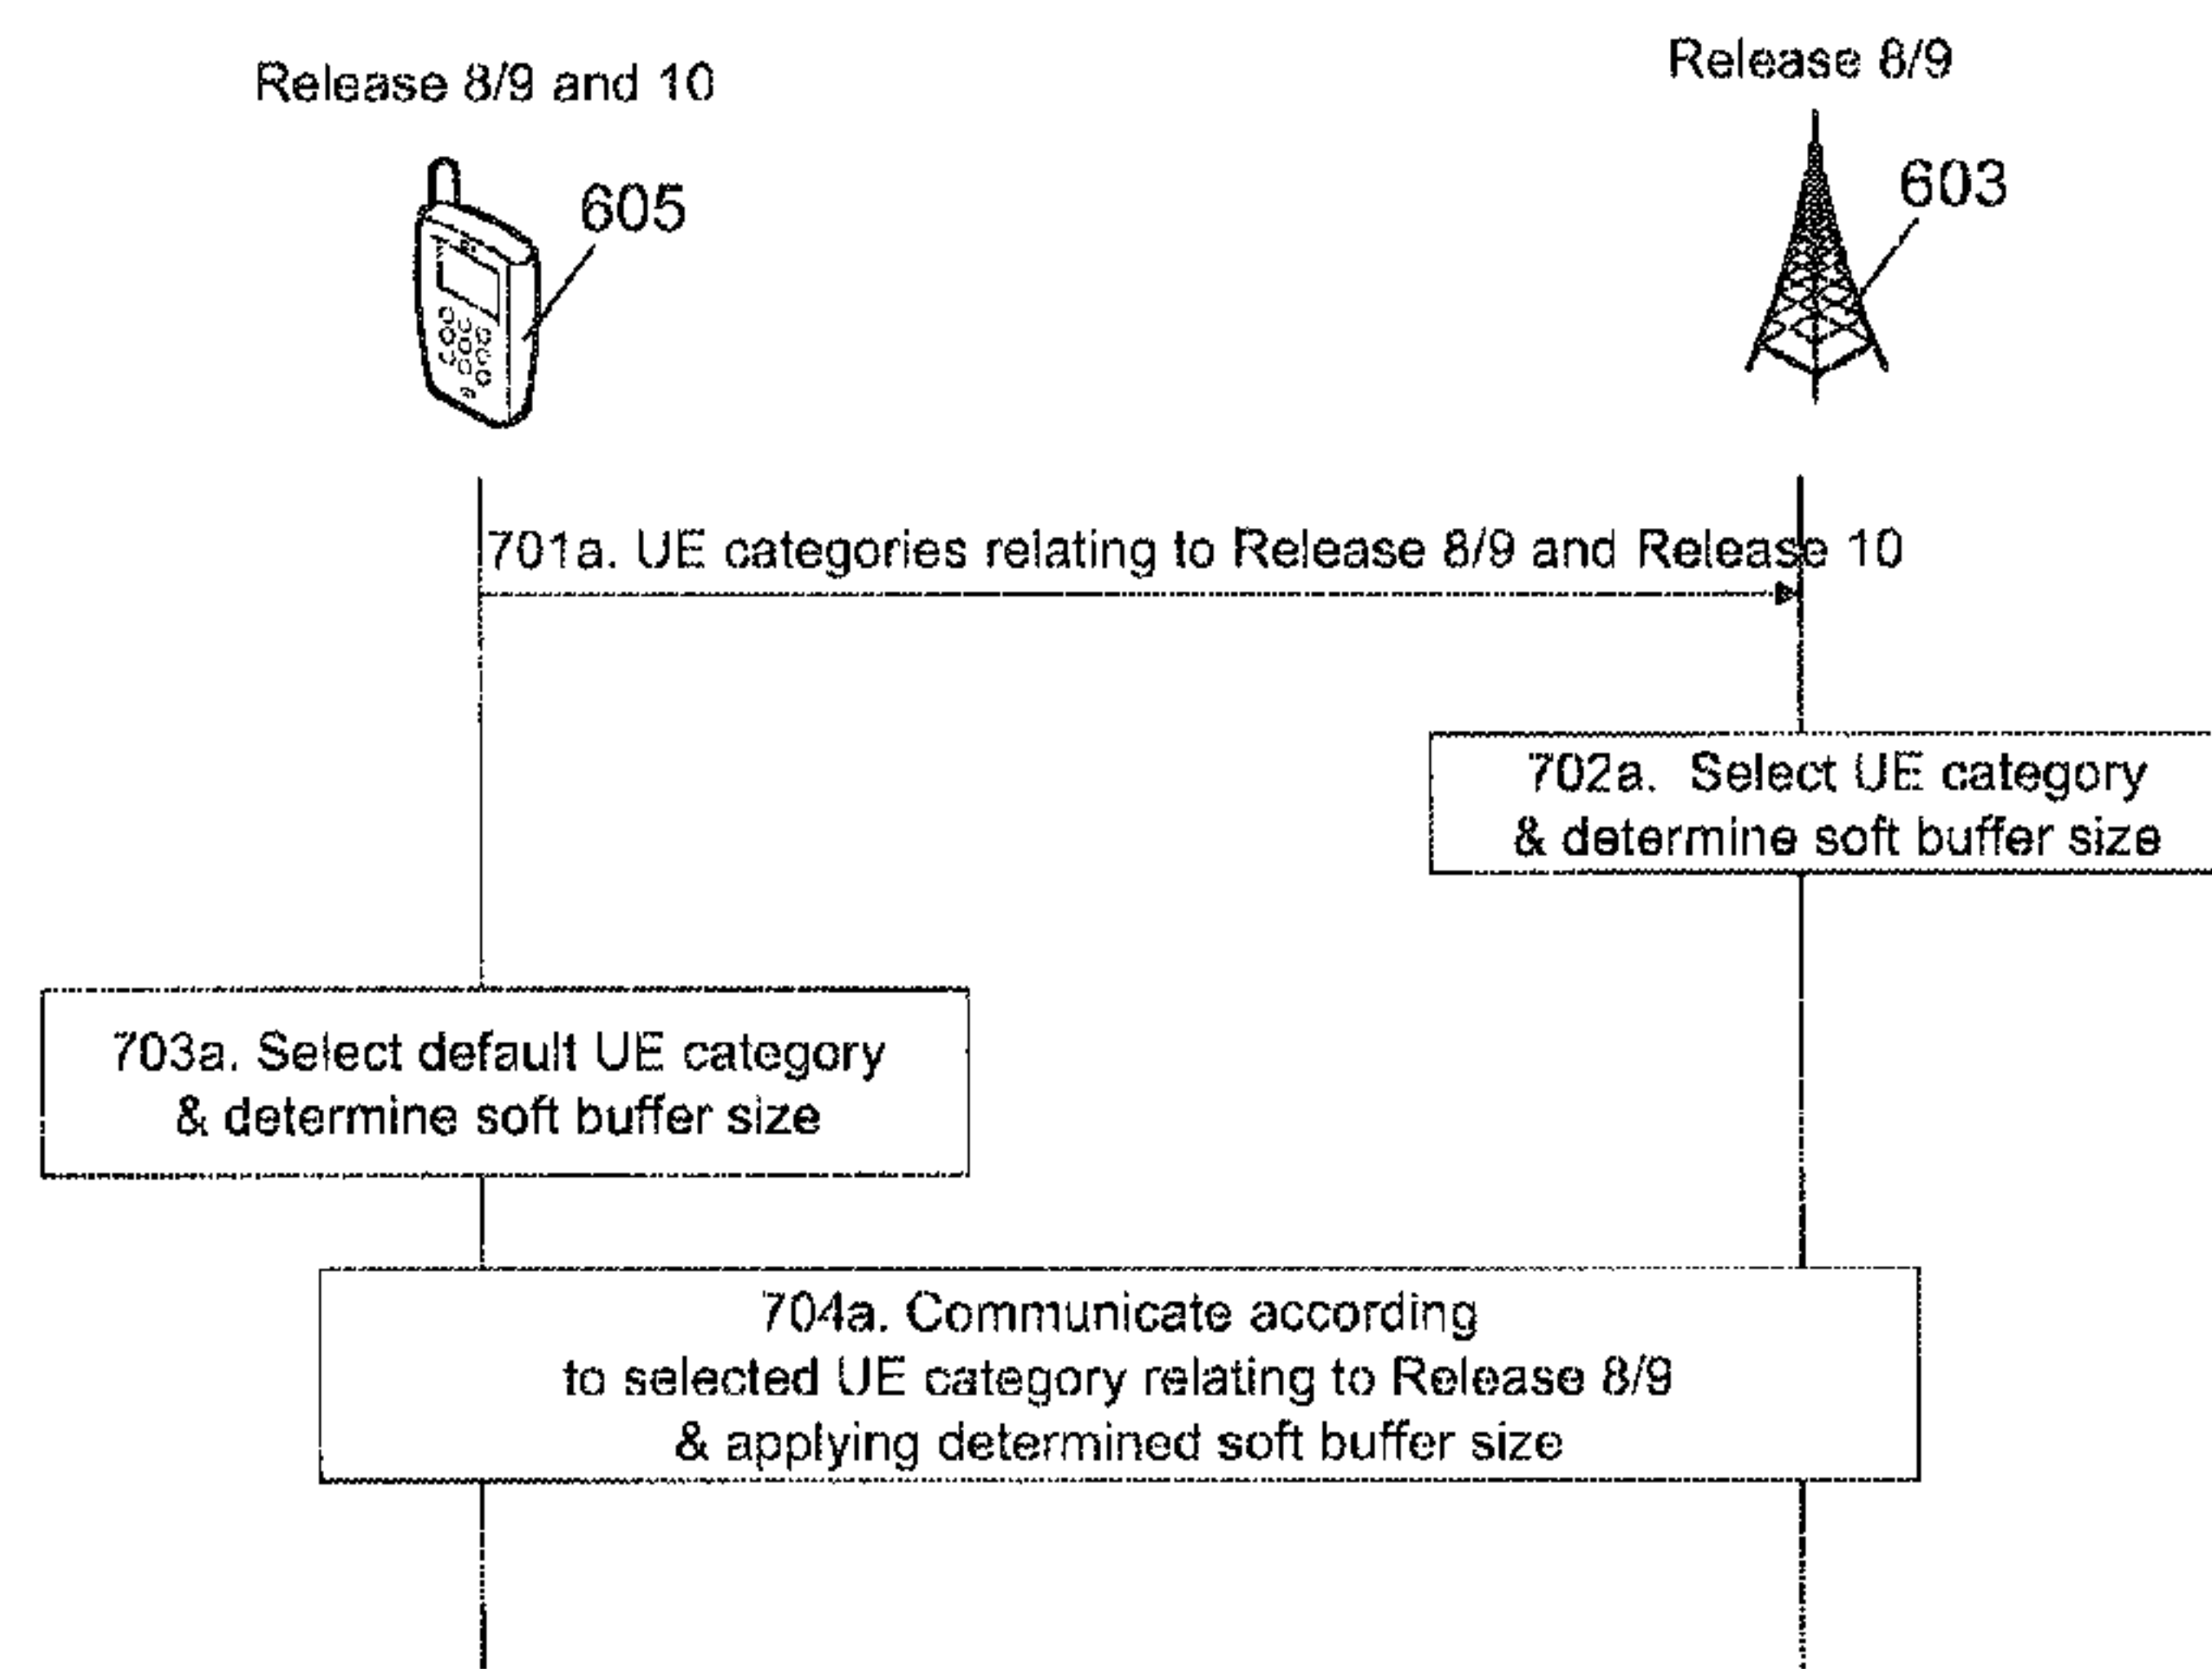 Release 8/9 and 10
Release 8/9
605
603
701a. UE categories relating to Release 8/9 and Release 10
702a. Select UE category
& determine soft buffer size
703a. Select default UE category
& determine soft buffer size
704a. Communicate according
to selected UE category relating to Release 8/9
& applying determined soft buffer size